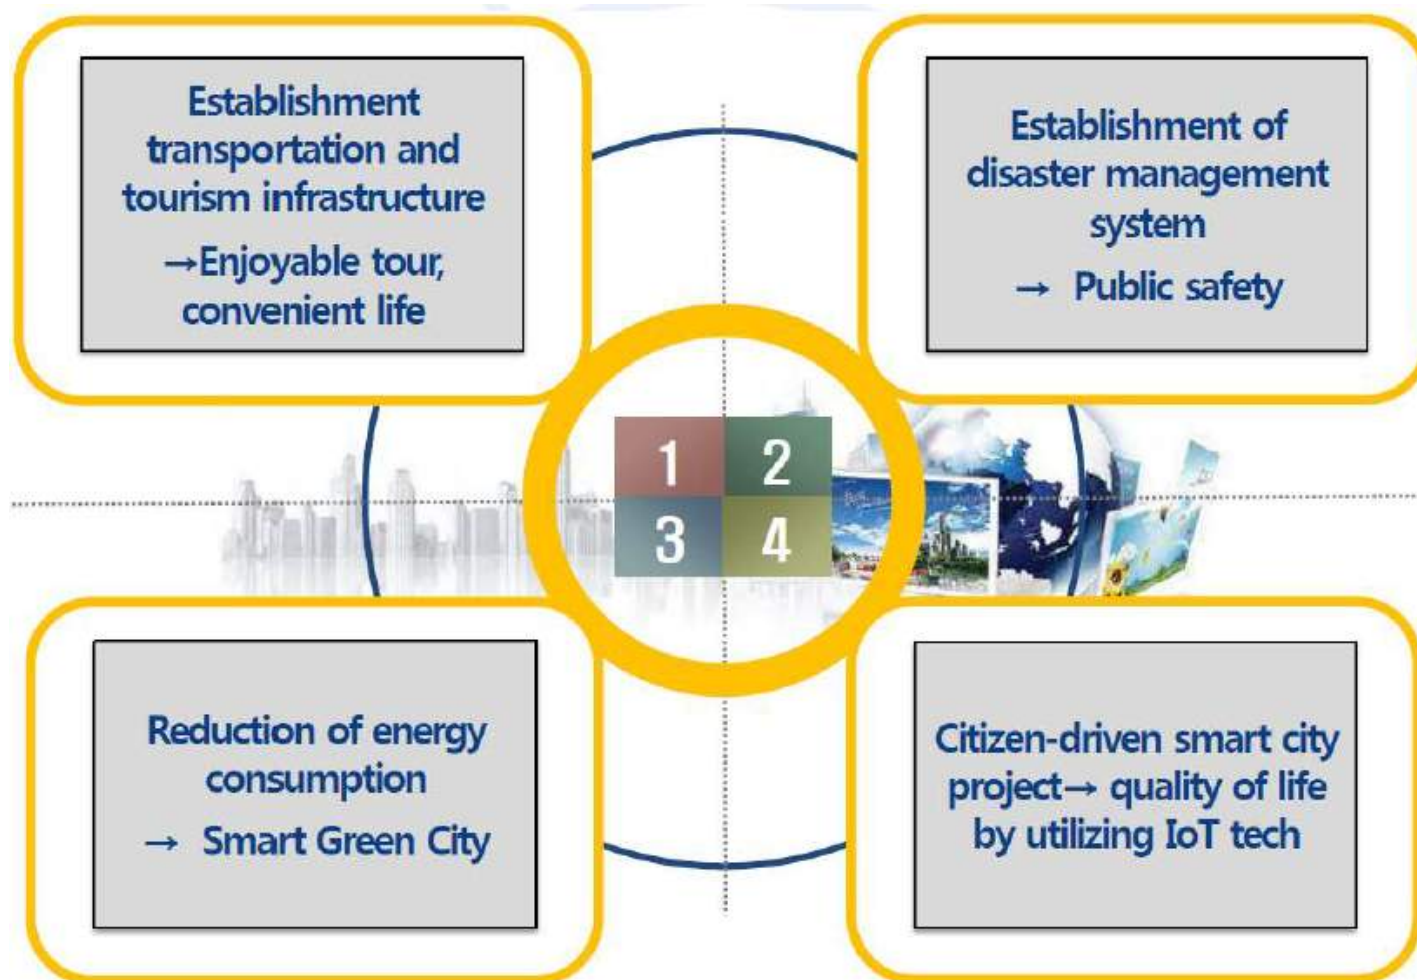 Establishment
transportation and
tourism infrastructure
→Enjoyable tour,
convenient life
Establishment of
disaster management
system
→ Public safety
1 2
3 4
Reduction of energy
consumption
→ Smart Green City
Citizen-driven smart city
project→ quality of life
by utilizing IoT tech